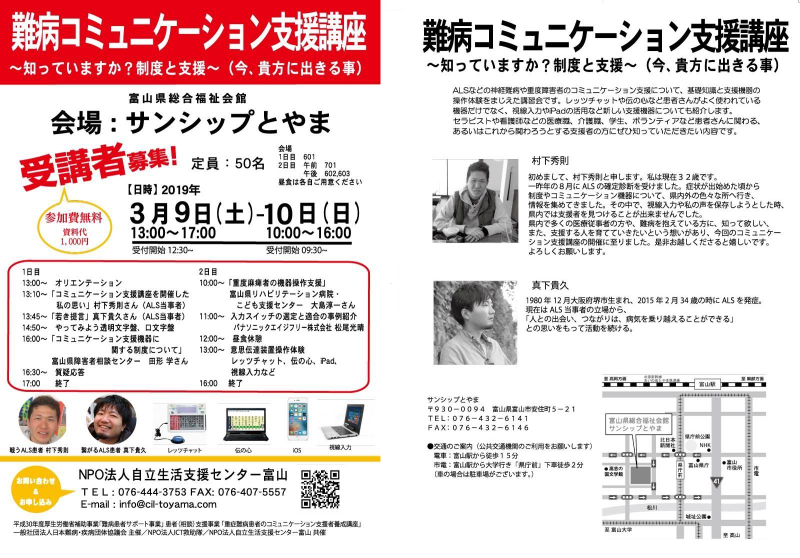 難病コミュニケーション支援講座
〜知っていますか？制度と支援〜（今、貴方に出きる事）
富山県総合福祉会館
会場：サンシップとやま
受講者募集!
定員：50名
会場
1日目 601
2日目 午前 701
午後 602,603
昼食は各自ご用意ください
参加費無料
資料代
1,000円
【日時】2019年
3月9日（土）-10日（日）
13:00〜17:00 10:00〜16:00
受付開始 12:30~ 受付開始 09:30~
1日目
13:00〜 オリエンテーション
13:10〜「コミュニケーション支援講座を開催した
私の思い」村下秀則さん（ALS当事者）
13:45〜「若き提言」真下貴久さん（ALS当事者）
14:50〜 やってみよう透明文字盤、口文字盤
16:00〜「コミュニケーション支援機器に
関する制度について」
富山県障害者相談センター 田形 学さん
16:30〜 質疑応答
17:00 終了
2日目
10:00〜「重度麻痺者の機器操作支援」
富山県リハビリテーション病院・
こども支援センター 大島淳一さん
11:00〜 入力スイッチの選定と適合の事例紹介
パナソニックエイジフリー株式会社 松尾光晴
12:00〜 昼食休憩
13:00〜 意思伝達装置操作体験
レッツチャット、伝の心、iPad、
視線入力など
16:00 終了
戦うALS患者 村下秀則
繋がるALS患者 真下貴久
レッツチャット
伝の心
iOS
視線入力
お問い合わせ
&
お申し込み
NPO法人自立生活支援センター富山
ＴＥＬ：076-444-3753 FAX: 076-407-5557
E-mail：info@cil-toyama.com
平成30年度厚生労働省補助事業「難病患者サポート事業」患者（相談）支援事業「重症難病患者のコミュニケーション支援者養成講座」
一般社団法人日本難病・疾病団体協議会 主催／NPO法人ICT救助隊／NPO法人自立生活支援センター富山 共催
難病コミュニケーション支援講座
〜知っていますか？制度と支援〜（今、貴方に出きる事）
ALSなどの神経難病や重度障害者のコミュニケーション支援について、基礎知識と支援機器の
操作体験をまじえた講習会です。レッツチャットや伝の心など患者さんがよく使われている
機器だけでなく、視線入力やiPadの活用など新しい支援機器についても紹介します。
セラピストや看護師などの医療職、介護職、学生、ボランティアなど患者さんに関わる、
あるいはこれから関わろうとする支援者の方にぜひ知っていただきたい内容です。
村下秀則
初めまして、村下秀則と申します。私は現在３２歳です。
一昨年の８月に ALS の確定診断を受けました。症状が出始めた頃から
制度やコミュニケーション機器について、県内外の色々な所へ行き、
情報を集めてきました。その中で、視線入力や私の声を保存しようとした時、
県内では支援者を見つけることが出来ませんでした。
県内で多くの医療従事者の方や、難病を抱えている方に、知って欲しい、
また、支援する人を育てていきたいという想いがあり、今回のコミュニケー
ション支援講座の開催に至りました。是非お越しくださると嬉しいです。
よろしくお願いします。
真下貴久
1980 年 12 月大阪府堺市生まれ、2015 年 2 月 34 歳の時に ALS を発症。
現在は ALS 当事者の立場から、
「人との出会い、つながりは、病気を乗り越えることができる」
との思いをもって活動を続ける。
サンシップとやま
〒９３０－００９４ 富山県富山市安住町５－２１
ＴＥＬ：０７６－４３２－６１４１
ＦＡＸ：０７６－４３２－６１４６
●交通のご案内（公共交通機関のご利用をお願いします）
電車：富山駅から徒歩１５分
市電：富山駅から大学行き「県庁前」下車徒歩２分
（車の場合は駐車場がございます。）
至 高岡方面
富山駅
至 魚津方面
富山県総合福祉会館
サンシップとやま
北日本
新聞社
県庁前公園
NHK
県庁前
富山県庁
富山
市役所
市電
高志の
国文学館
41
松川
城址公園
至 富山大学
至 高山